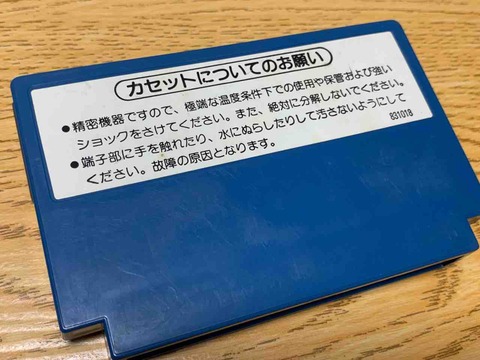 カセットについてのお願い
●精密機器ですので、極端な温度条件下での使用や保管および強い
ショックをさけてください。また、絶対に分解しないでください。
●端子部に手を触れたり、水にぬらしたりして汚さないようにして
ください。故障の原因となります。
831018